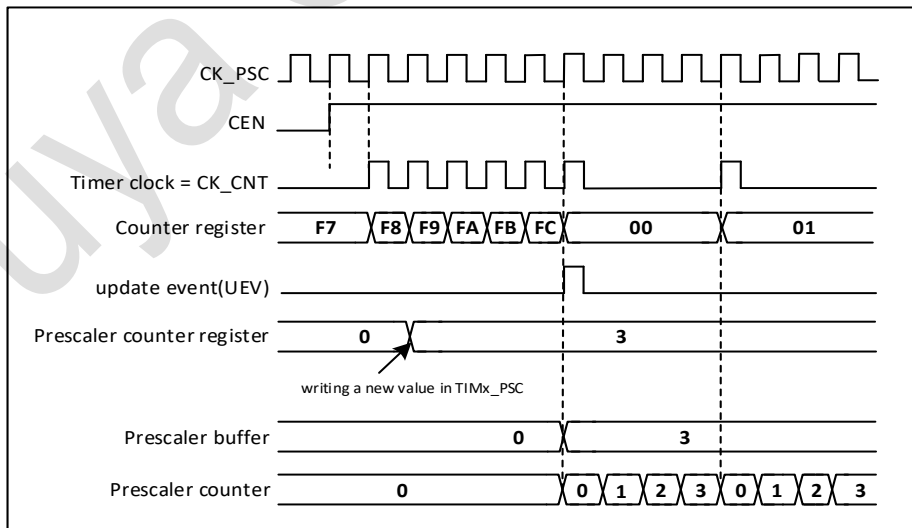 uya
CK_PSC
CEN
Timer clock = CK_CNT
Counter register F7 F8 F9 FA FB FC 00 01
update event(UEV)
Prescaler counter register 0 3
writing a new value in TIMx_PSC
Prescaler buffer 0 3
Prescaler counter 0 0 1 2 3 0 1 2 3